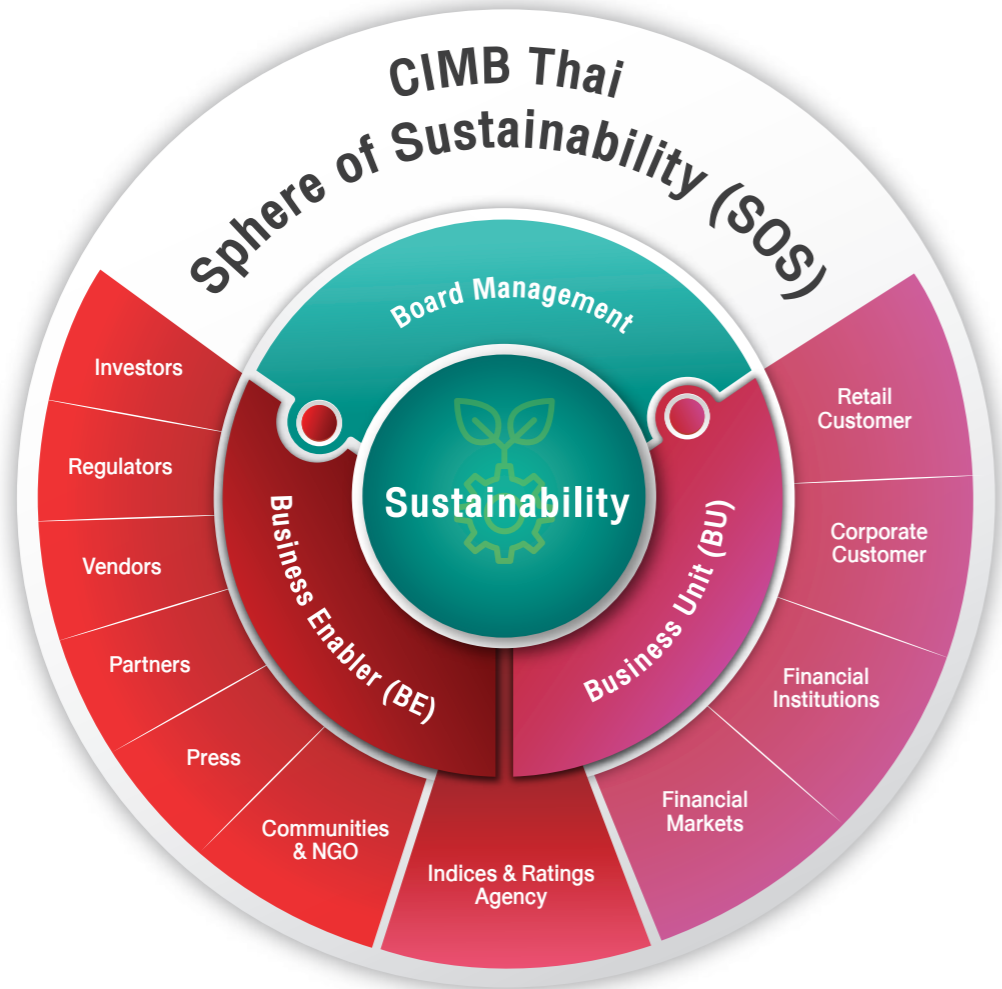 CIMB Thai
Sphere of Sustainability (SOS)
Board Management
Sustainability
Business Enabler (BE)
Business Unit (BU)
Investors
Regulators
Vendors
Partners
Press
Communities
& NGO
Indices & Ratings
Agency
Financial
Markets
Financial
Institutions
Corporate
Customer
Retail
Customer